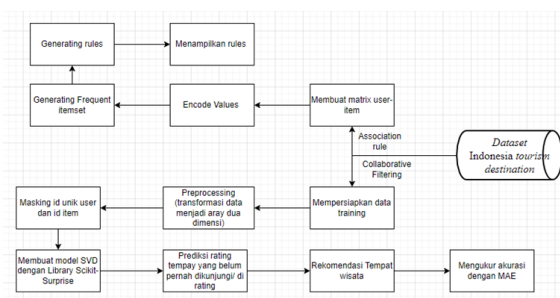 Generating rules
Menampilkan rules
Generating Frequent
itemset
Encode Values
Membuat matrix user-
item
Association
rule
Collaborative
Filtering
Dataset
Indonesia tourism
destination
Masking id unik user
dan id item
Preprocessing
(transformasi data
menjadi aray dua
dimensi)
Mempersiapkan data
training
Membuat model SVD
dengan Library Scikit-
Surprise
Prediksi rating
tempay yang belum
pernah dikunjungi/ di
rating
Rekomendasi Tempat
wisata
Mengukur akurasi
dengan MAE